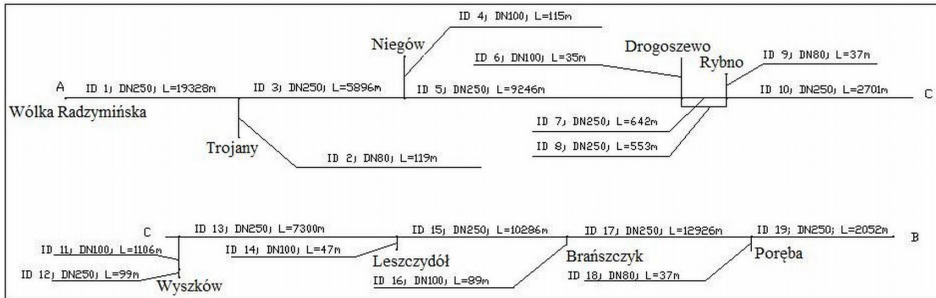 ID 4; DN100; L=115m
Niegów
ID 6; DN100; L=35m
Drogoszewo
ID 9; DN80; L=37m
Rybno
A
ID 1; DN250; L=19328m
ID 3; DN250; L=5896m
ID 5; DN250; L=9246m
ID 10; DN250; L=2701m
C
Wólka Radzymińska
ID 7; DN250; L=642m
ID 8; DN250; L=553m
Trojany
ID 2; DN80; L=119m
C
ID 13; DN250; L=7300m
ID 15; DN250; L=10286m
ID 17; DN250; L=12926m
ID 19; DN250; L=2052m
B
ID 11; DN100; L=1106m
ID 14; DN100; L=47m
Leszczydół
Brańszczyk
Poręba
ID 12; DN250; L=99m
Wyszków
ID 16; DN100; L=89m
ID 18; DN80; L=37m